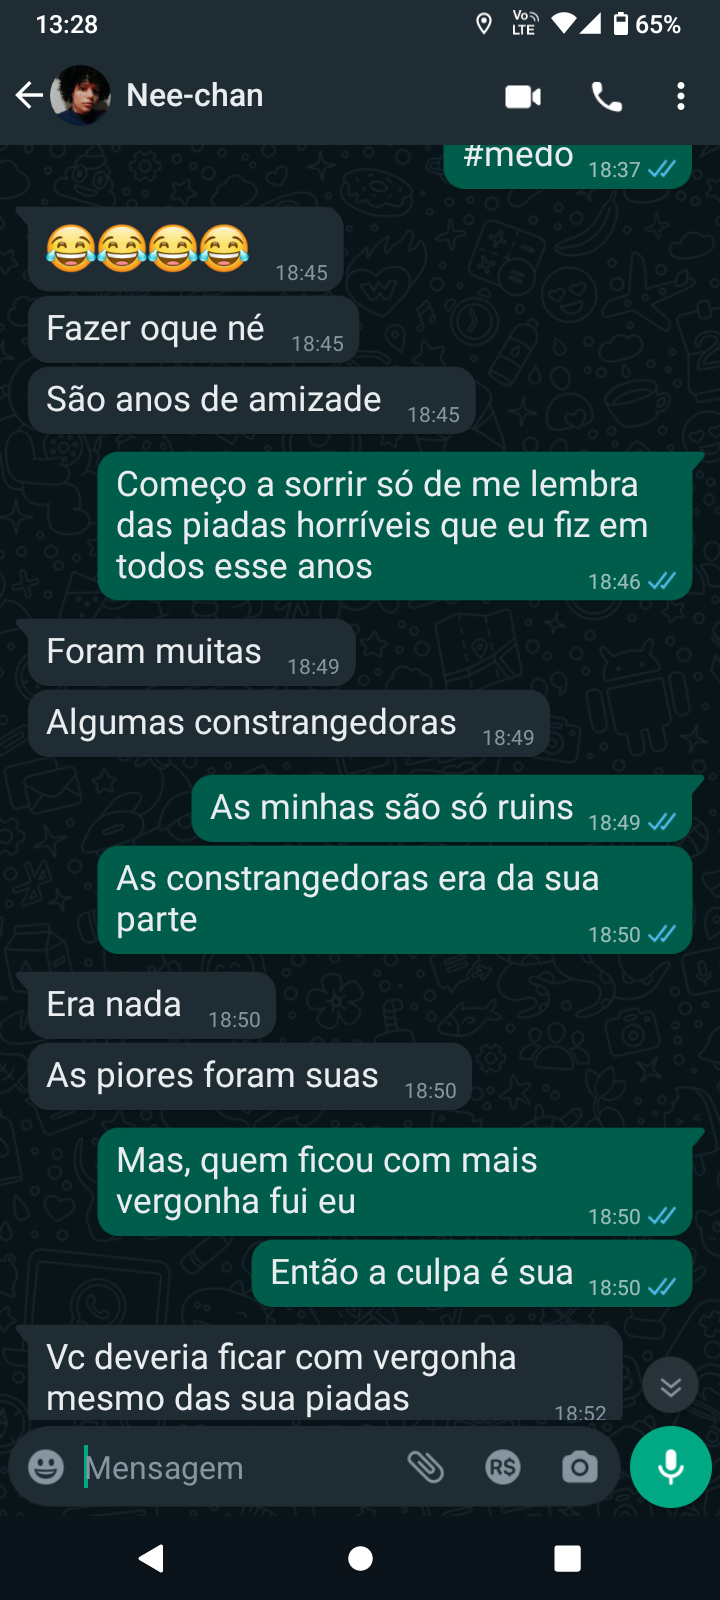 13:28
Vo LTE
65%
Nee-chan
#medo 18:37
😂😂😂😂 18:45
Fazer oque né 18:45
São anos de amizade 18:45
Começo a sorrir só de me lembra
das piadas horríveis que eu fiz em
todos esse anos 18:46
Foram muitas 18:49
Algumas constrangedoras 18:49
As minhas são só ruins 18:49
As constrangedoras era da sua
parte 18:50
Era nada 18:50
As piores foram suas 18:50
Mas, quem ficou com mais
vergonha fui eu 18:50
Então a culpa é sua 18:50
Vc deveria ficar com vergonha
mesmo das sua piadas 18:52
Mensagem
R$